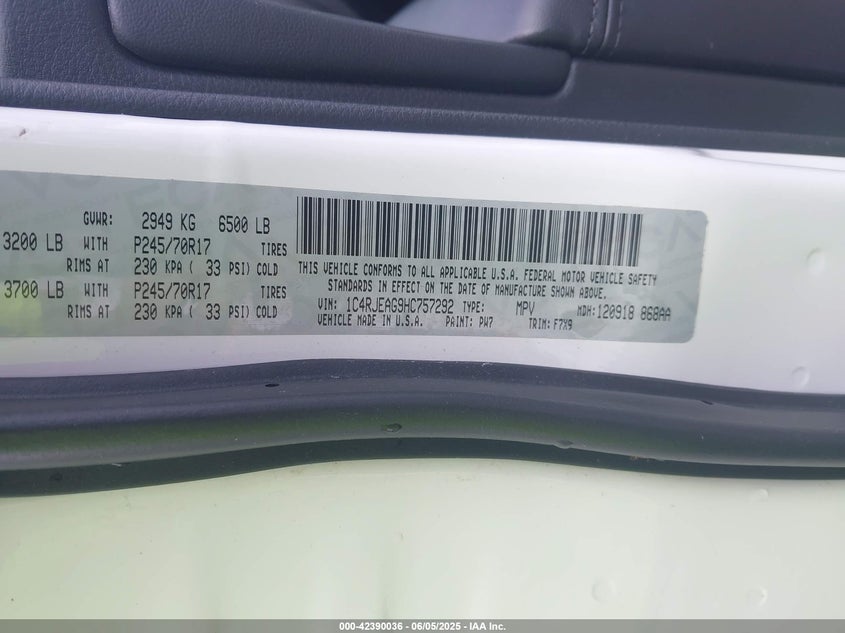 GVWR: 2949 KG 6500 LB
3200 LB WITH P245/70R17 TIRES
RIMS AT 230 KPA ( 33 PSI) COLD
3700 LB WITH P245/70R17 TIRES
RIMS AT 230 KPA ( 33 PSI) COLD
THIS VEHICLE CONFORMS TO ALL APPLICABLE U.S.A. FEDERAL MOTOR VEHICLE SAFETY
STANDARDS IN EFFECT ON THE DATE OF MANUFACTURE SHOWN ABOVE.
VIN: 1C4RJEAG9HC757292 TYPE: MPV MDH:120918 868AA
VEHICLE MADE IN U.S.A. PAINT: PW7 TRIM: F7X9
000-42390036 - 06/05/2025 - IAA Inc.